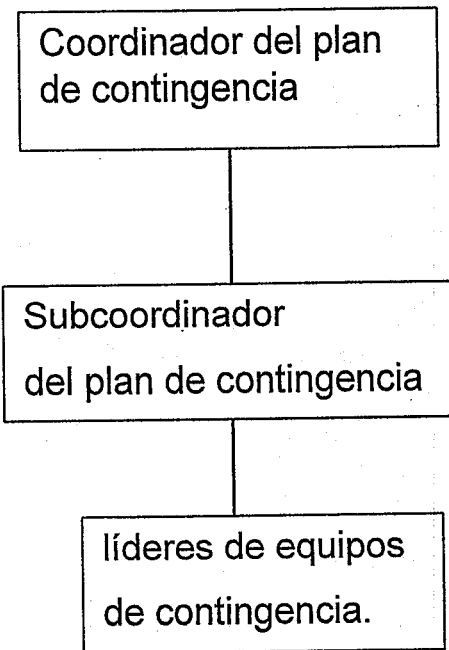 Coordinador del plan
de contingencia
Subcoordinador
del plan de contingencia
líderes de equipos
de contingencia.